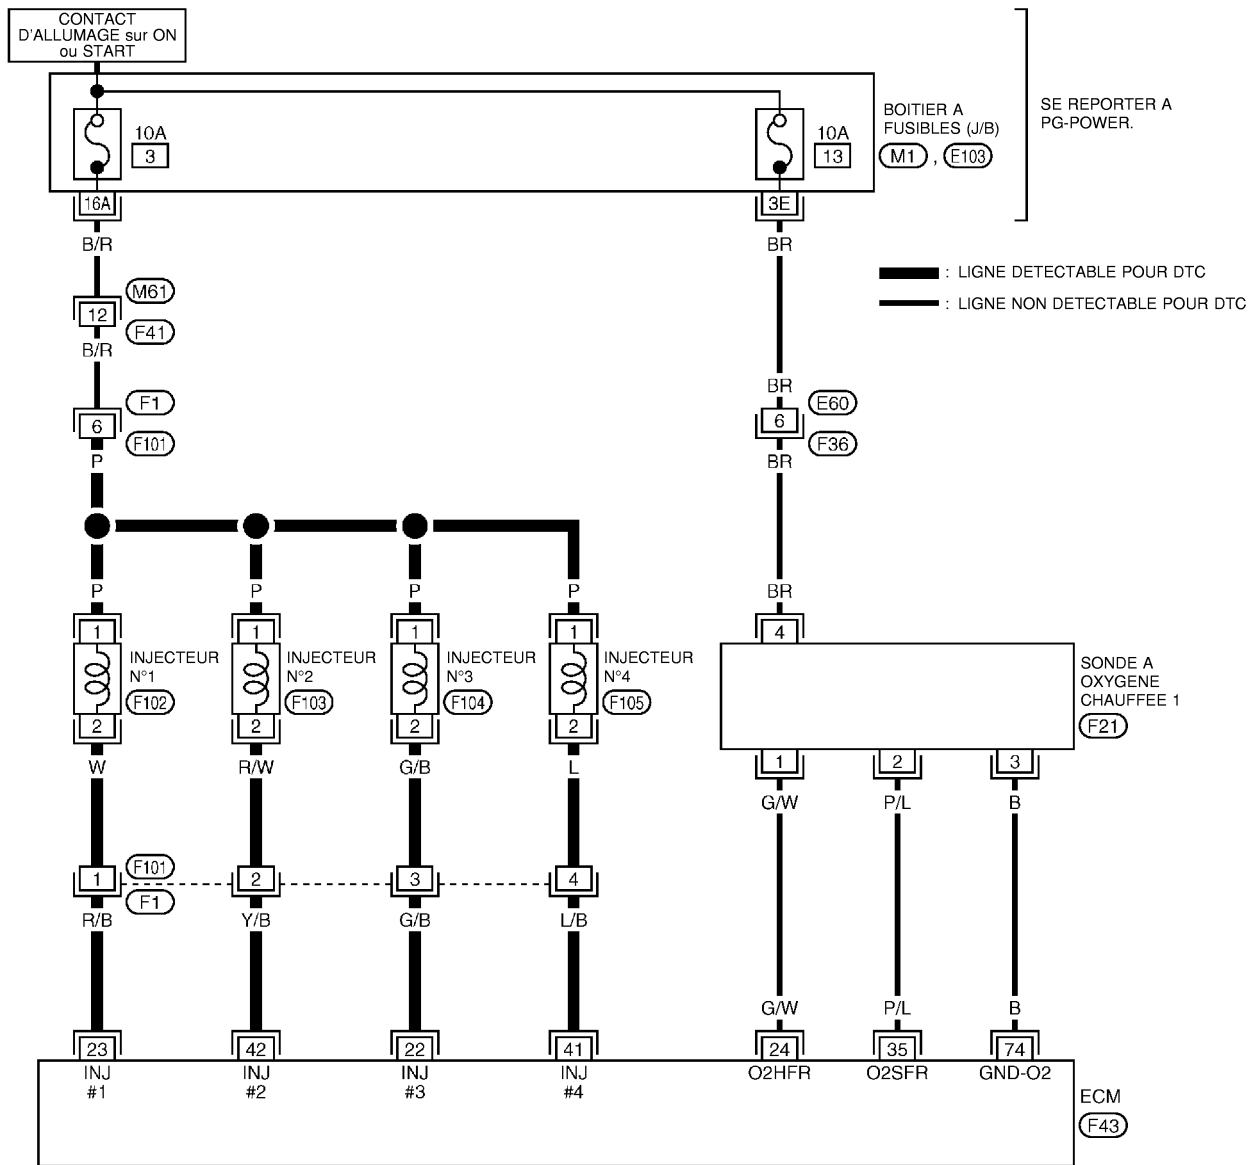 CONTACT
D'ALLUMAGE sur ON
ou START
10A
3
10A
13
BOITIER A
FUSIBLES (J/B)
M1 , E103
SE REPORTER A
PG-POWER.
16A
3E
B/R
BR
: LIGNE DETECTABLE POUR DTC
: LIGNE NON DETECTABLE POUR DTC
M61
12
F41
B/R
BR
F1
6
F101
P
E60
6
F36
BR
P
P
P
P
BR
1
1
1
1
4
INJECTEUR
N°1
F102
INJECTEUR
N°2
F103
INJECTEUR
N°3
F104
INJECTEUR
N°4
F105
SONDE A
OXYGENE
CHAUFFEE 1
F21
2
2
2
2
1
2
3
W
R/W
G/B
L
G/W
P/L
B
F101
1
2
3
4
F1
R/B
Y/B
G/B
L/B
G/W
P/L
B
23
42
22
41
24
35
74
INJ
#1
INJ
#2
INJ
#3
INJ
#4
O2HFR
O2SFR
GND-O2
ECM
F43